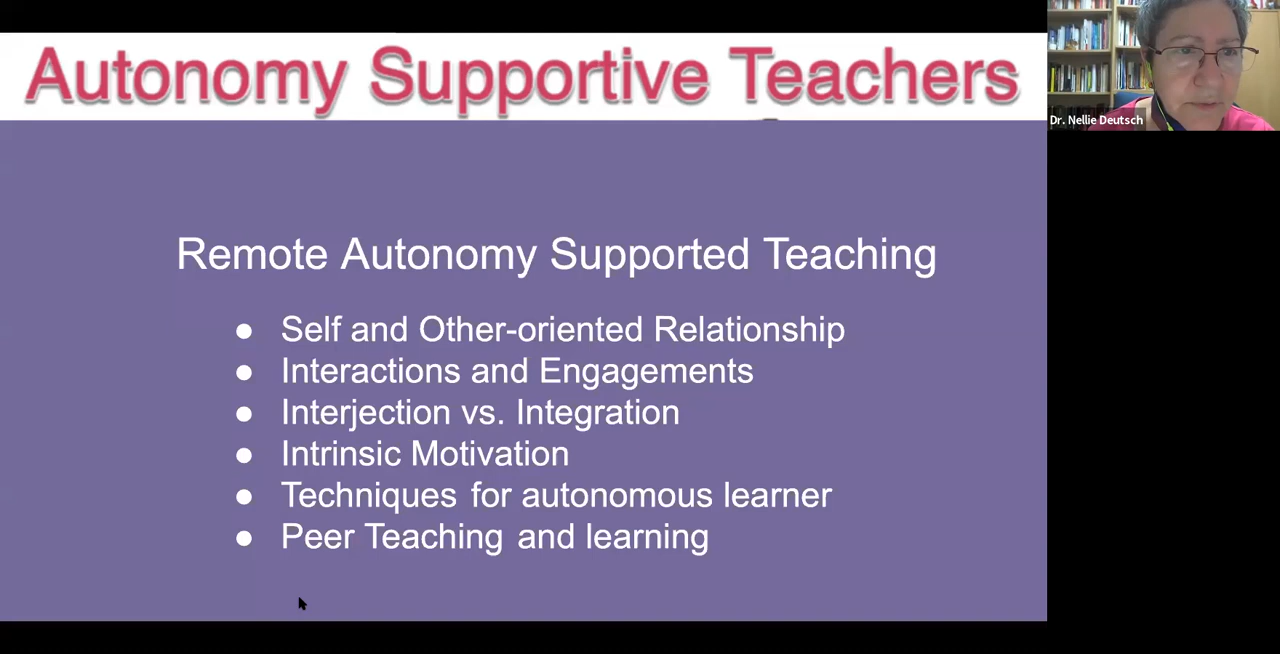 Autonomy Supportive Teachers
Dr. Nellie Deutsch
Remote Autonomy Supported Teaching
● Self and Other-oriented Relationship
● Interactions and Engagements
● Interjection vs. Integration
● Intrinsic Motivation
● Techniques for autonomous learner
● Peer Teaching and learning